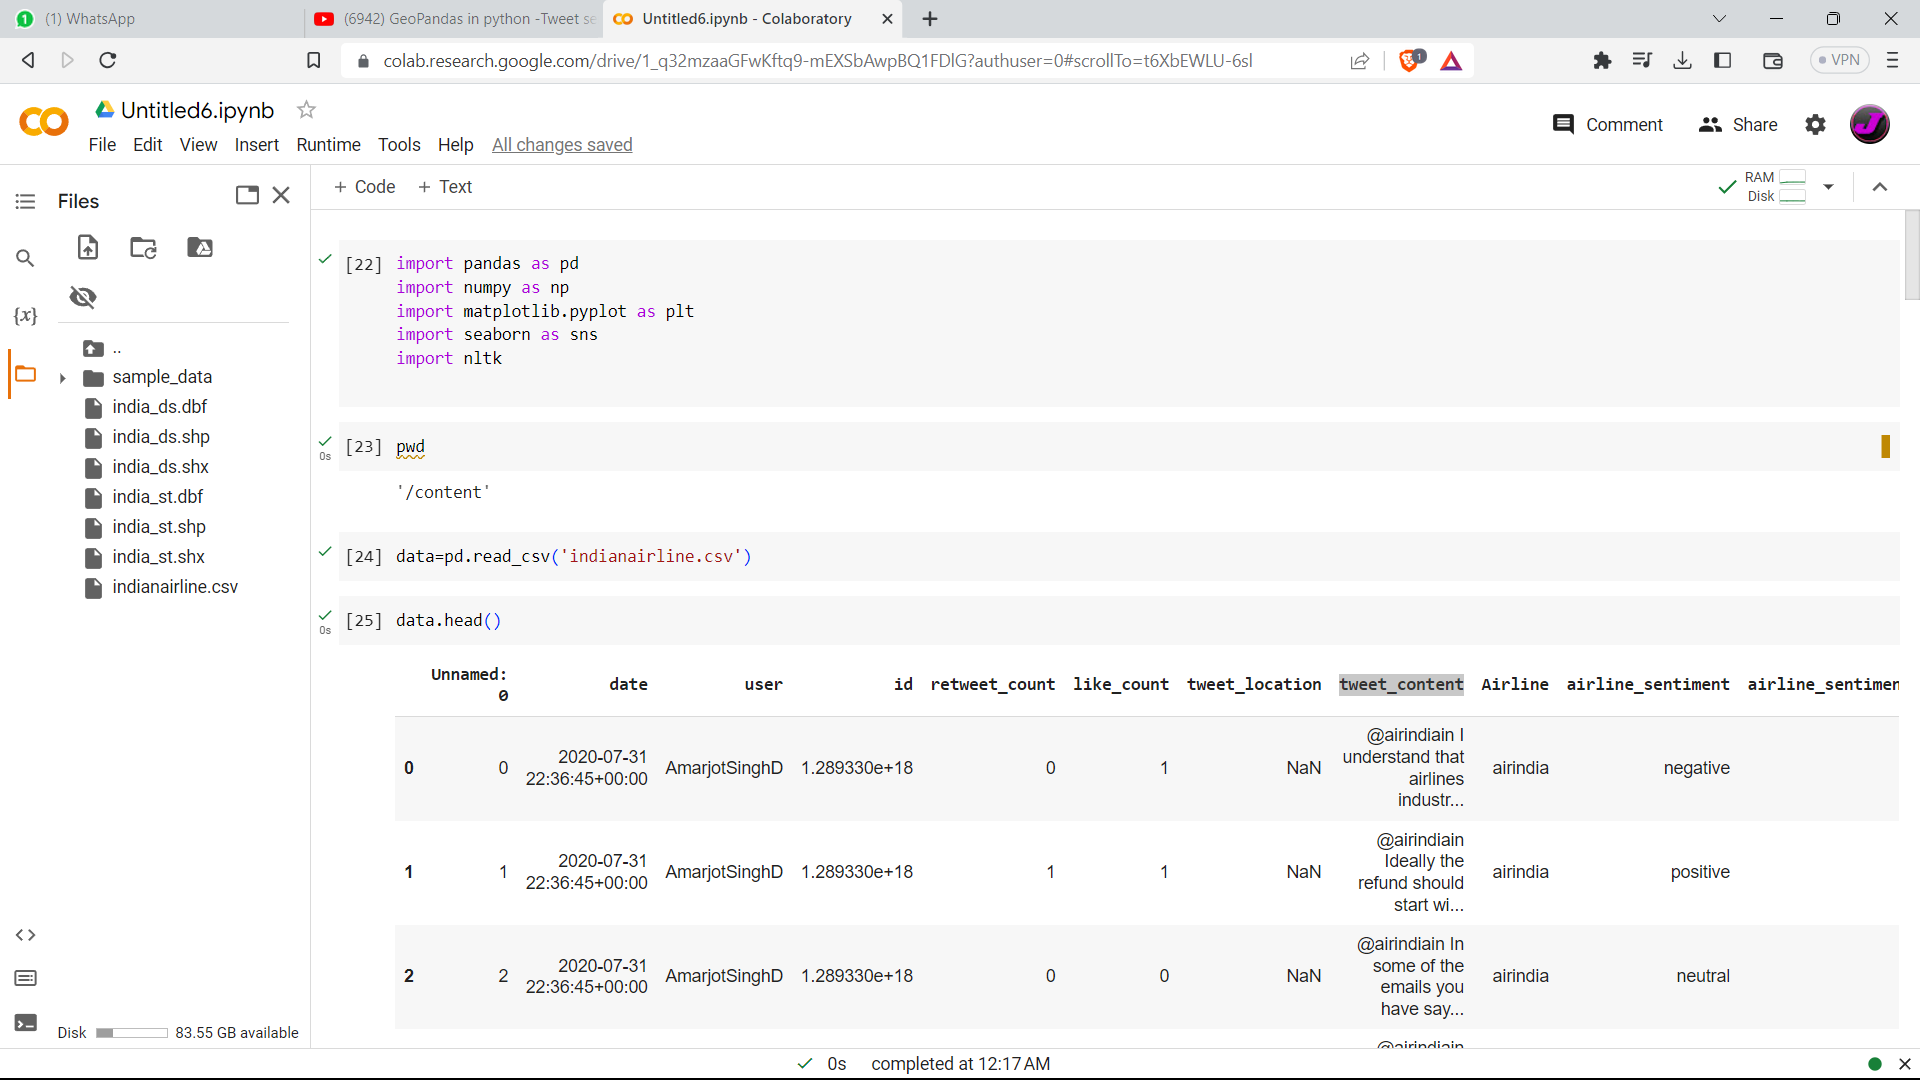 (1) WhatsApp
(6942) GeoPandas in python -Tweet se
Untitled6.ipynb - Colaboratory
colab.research.google.com/drive/1_q32mzaaGFwKftq9-mEXSbAwpBQ1FDlG?authuser=0#scrollTo=t6XbEWLU-6sl
1
VPN
Untitled6.ipynb
File Edit View Insert Runtime Tools Help All changes saved
Comment
Share
Files
+ Code + Text
RAM
Disk
..
sample_data
india_ds.dbf
india_ds.shp
india_ds.shx
india_st.dbf
india_st.shp
india_st.shx
indianairline.csv
Disk 83.55 GB available
{x}
[22] import pandas as pd
import numpy as np
import matplotlib.pyplot as plt
import seaborn as sns
import nltk
0s
[23] pwd
'/content'
[24] data=pd.read_csv('indianairline.csv')
0s
[25] data.head()
Unnamed: 0 date user id retweet_count like_count tweet_location tweet_content Airline airline_sentiment airline_sentimen
0 0 2020-07-31 22:36:45+00:00 AmarjotSinghD 1.289330e+18 0 1 NaN @airindiain I understand that airlines industr... airindia negative
1 1 2020-07-31 22:36:45+00:00 AmarjotSinghD 1.289330e+18 1 1 NaN @airindiain Ideally the refund should start wi... airindia positive
2 2 2020-07-31 22:36:45+00:00 AmarjotSinghD 1.289330e+18 0 0 NaN @airindiain In some of the emails you have say... airindia neutral
@airindiain
0s completed at 12:17 AM